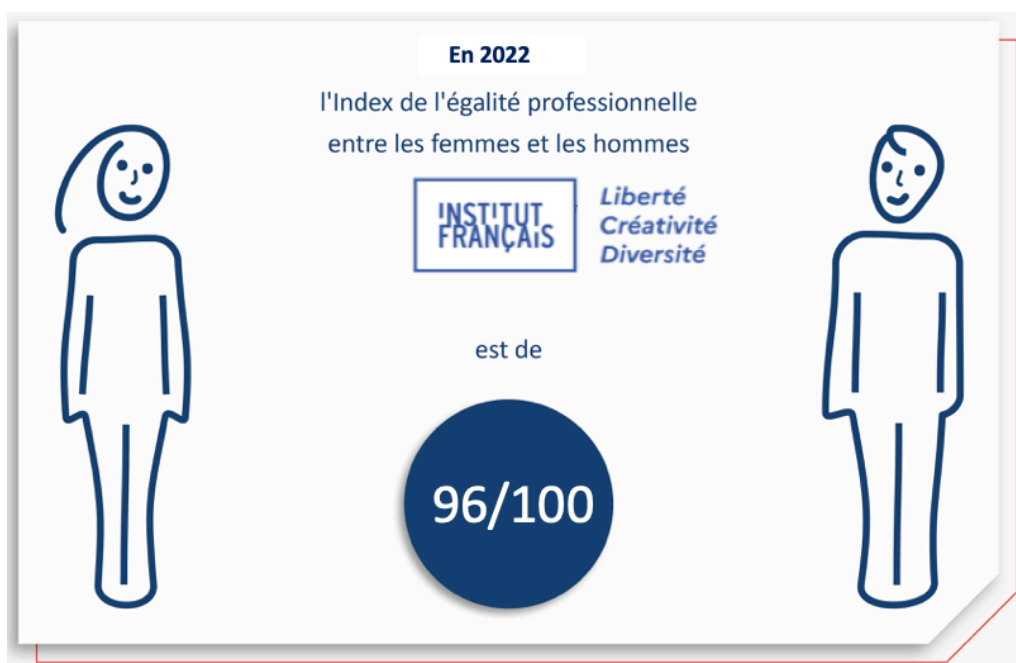 En 2022
l'Index de l'égalité professionnelle
entre les femmes et les hommes
INSTITUT
FRANÇAIS
Liberté
Créativité
Diversité
est de
96/100